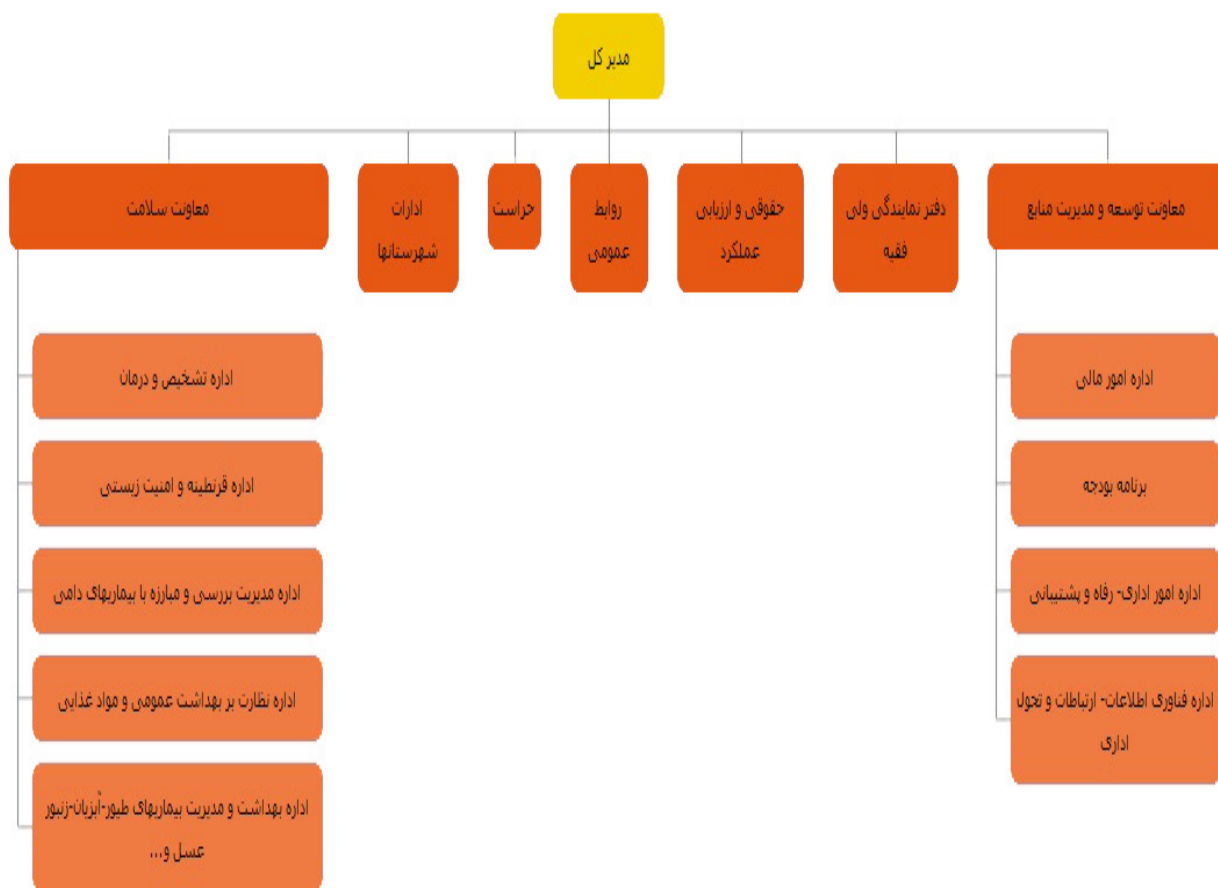 مدیر کل
معاونت توسعه و مدیریت منابع
دفتر نمایندگی ولی
فقیه
حقوقی و ارزیابی
عملکرد
روابط
عمومی
حراست
ادارات
شهرستانها
معاونت سلامت
اداره امور مالی
برنامه بودجه
اداره امور اداری- رفاه و پشتیبانی
اداره فناوری اطلاعات- ارتباطات و تحول
اداری
اداره تشخیص و درمان
اداره قرنطینه و امنیت زیستی
اداره مدیریت بررسی و مبارزه با بیماریهای دامی
اداره نظارت بر بهداشت عمومی و مواد غذایی
اداره بهداشت و مدیریت بیماریهای طیور-آبزیان-زنبور
عسل و...